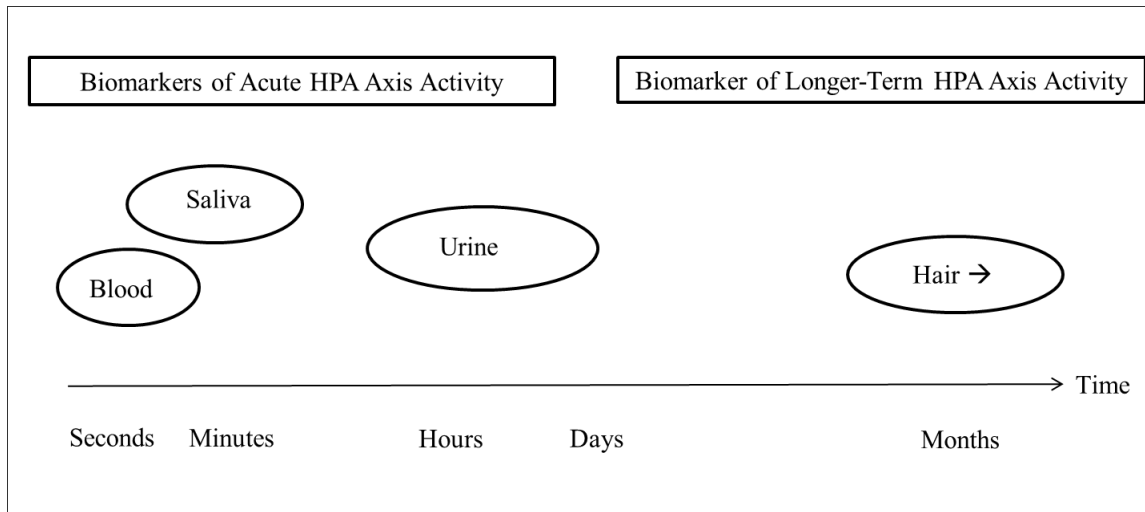 Biomarkers of Acute HPA Axis Activity
Biomarker of Longer-Term HPA Axis Activity
Saliva
Urine
Blood
Hair →
Time
Seconds Minutes Hours Days Months